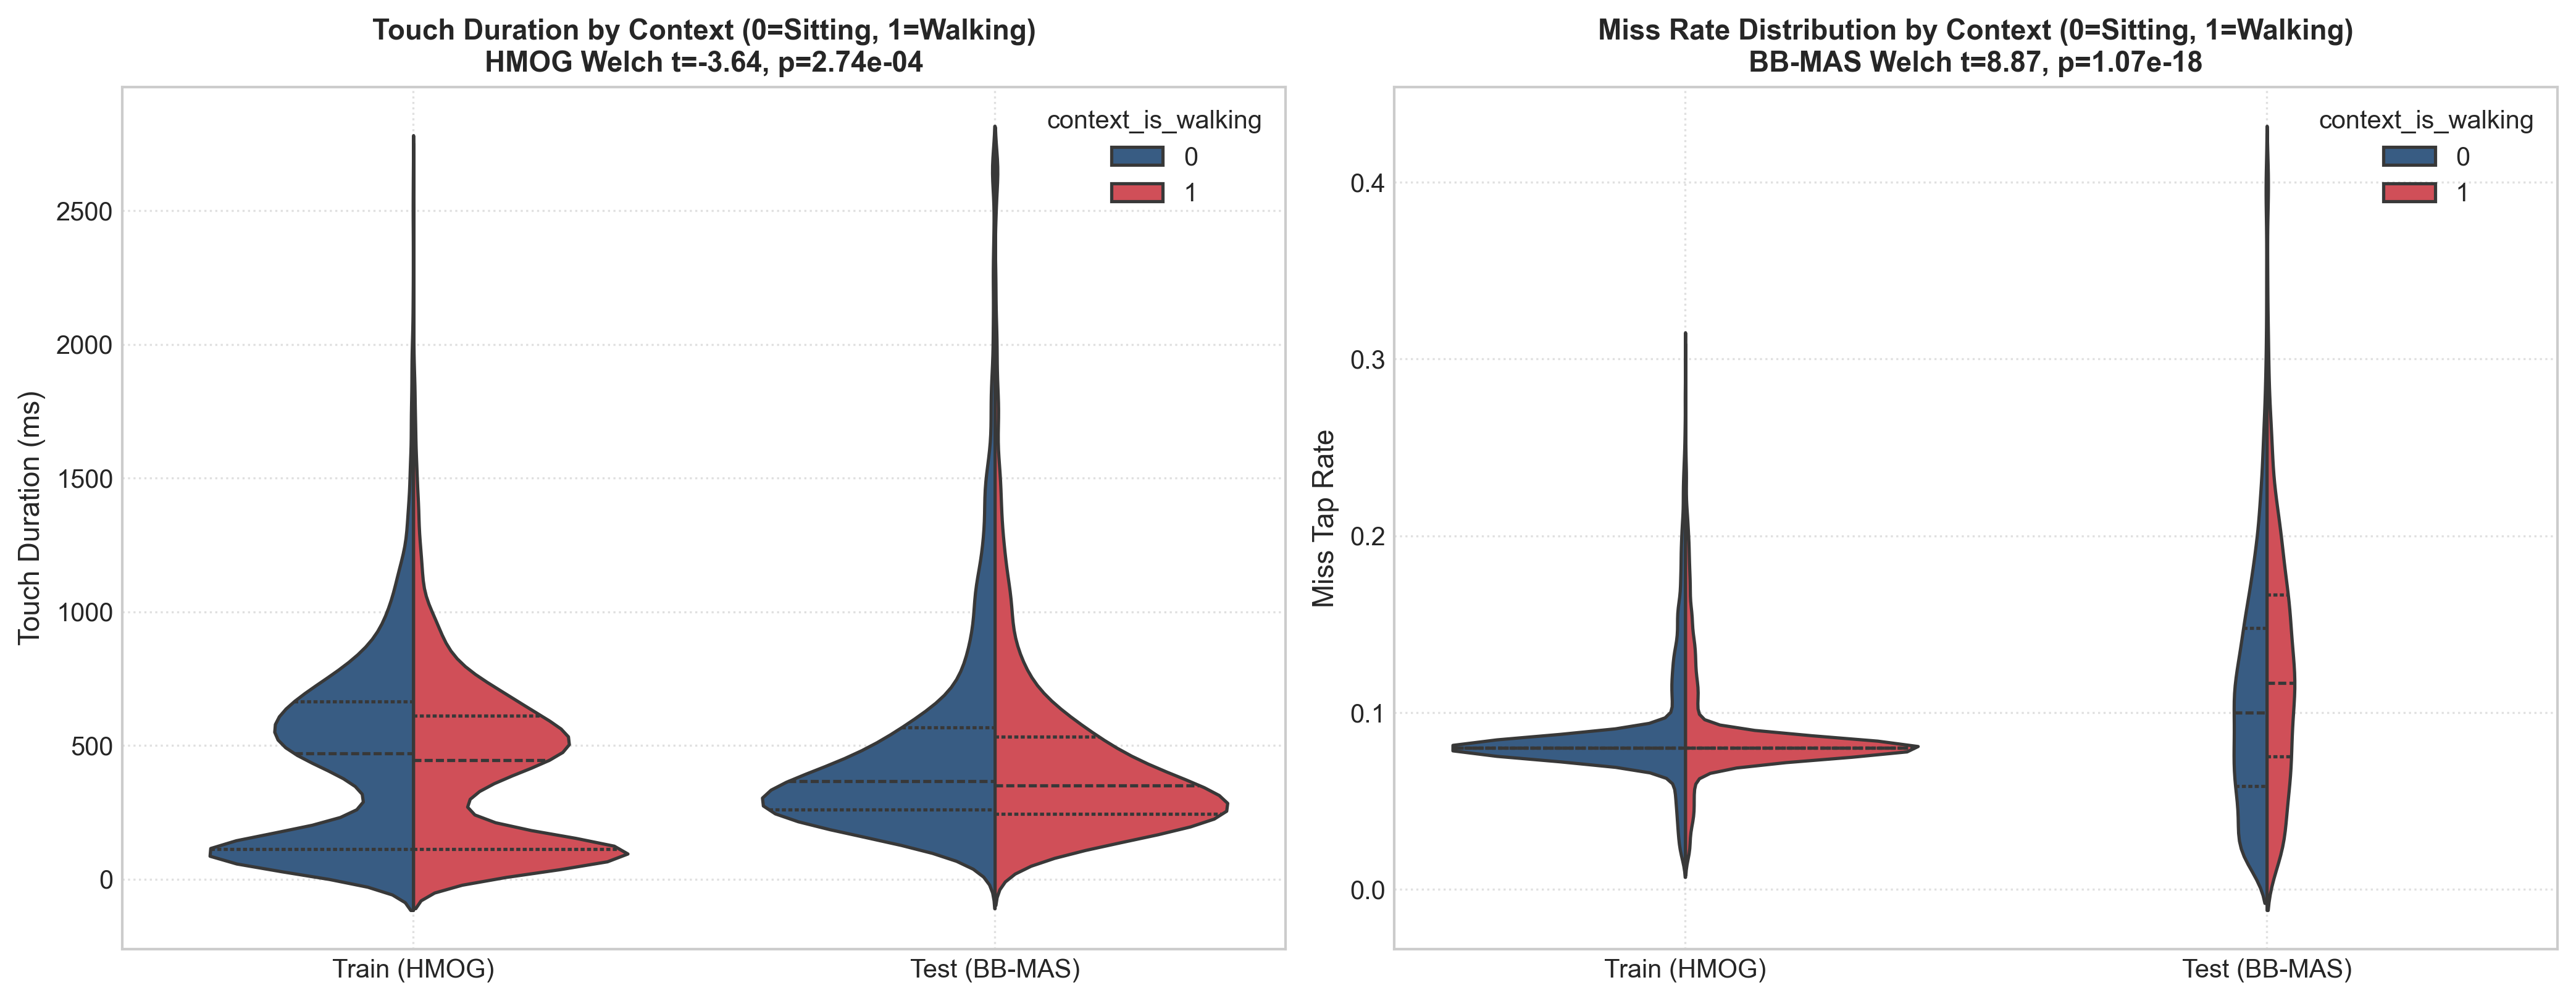 Touch Duration by Context (0=Sitting, 1=Walking)
HMOG Welch t=-3.64, p=2.74e-04
Touch Duration (ms)
2500
2000
1500
1000
500
0
context_is_walking
0
1
Train (HMOG)
Test (BB-MAS)
Miss Rate Distribution by Context (0=Sitting, 1=Walking)
BB-MAS Welch t=8.87, p=1.07e-18
Miss Tap Rate
0.4
0.3
0.2
0.1
0.0
context_is_walking
0
1
Train (HMOG)
Test (BB-MAS)